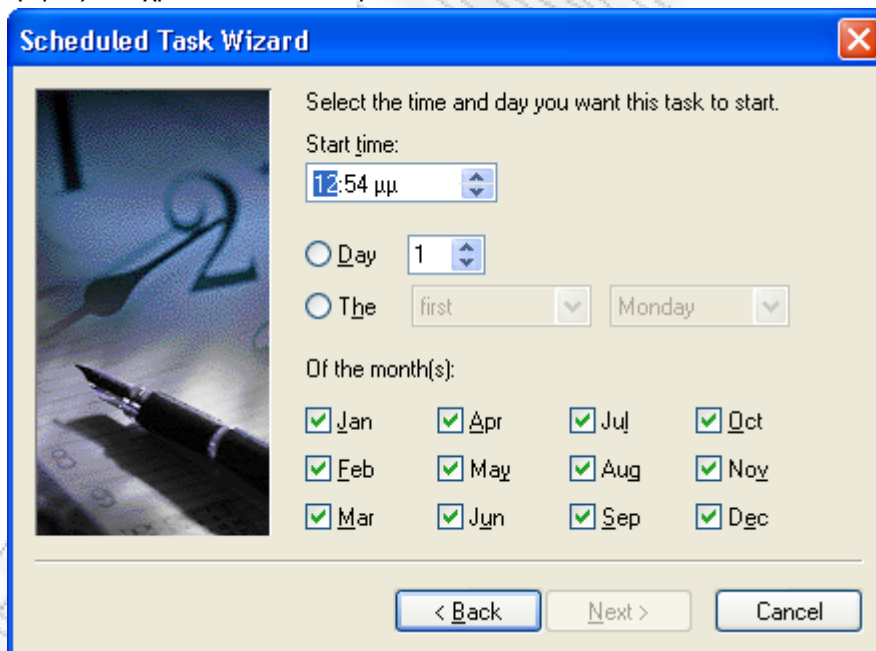 Scheduled Task Wizard
Select the time and day you want this task to start.
Start time:
12:54 μμ
Day 1
The first Monday
Of the month(s):
Jan Apr Jul Oct
Feb May Aug Nov
Mar Jun Sep Dec
< Back Next > Cancel